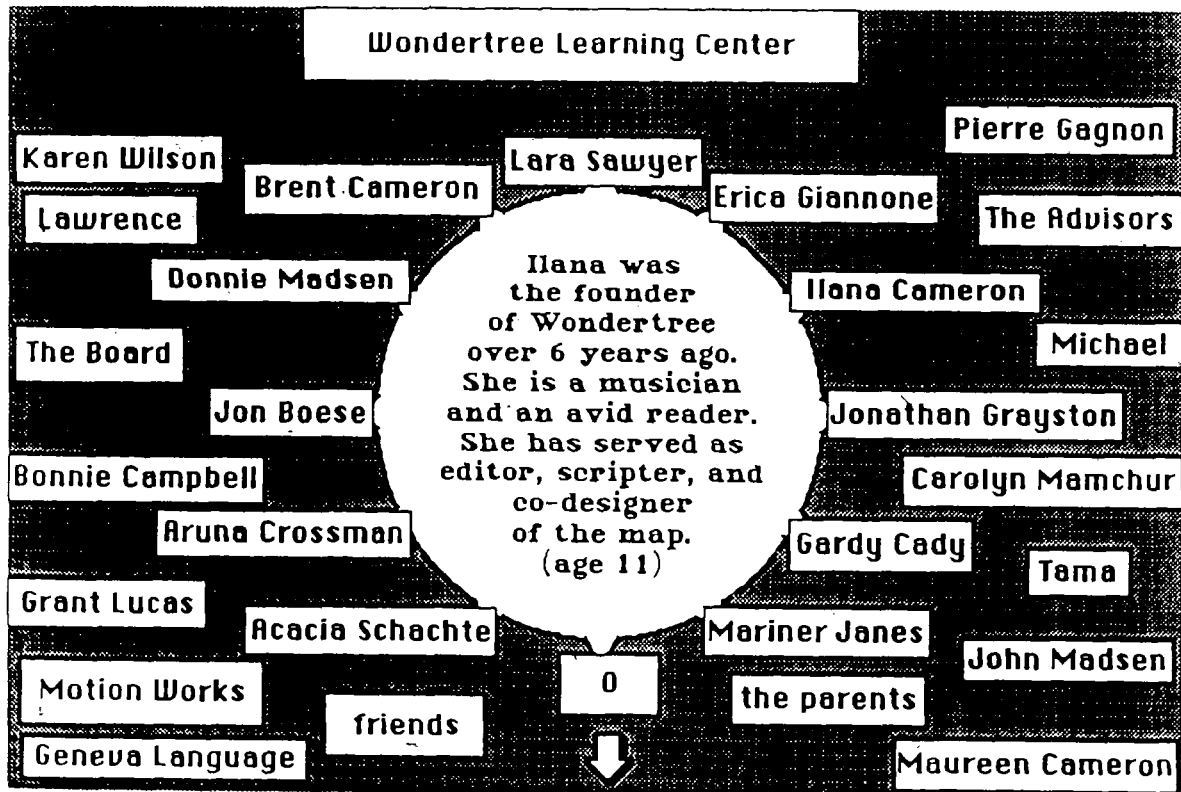 Wondertree Learning Center
Pierre Gagnon
Karen Wilson
Lara Sawyer
Brent Cameron
Erica Giannone
Lawrence
The Advisors
Donnie Madsen
Ilana Cameron
Ilana was
the founder
of Wondertree
over 6 years ago.
She is a musician
and an avid reader.
She has served as
editor, scripter, and
co-designer
of the map.
(age 11)
The Board
Michael
Jon Boese
Jonathan Grayston
Bonnie Campbell
Carolyn Mamchur
Aruna Crossman
Gardy Cady
Tama
Grant Lucas
Acacia Schachte
Mariner Janes
John Madsen
Motion Works
0
the parents
friends
Geneva Language
Maureen Cameron